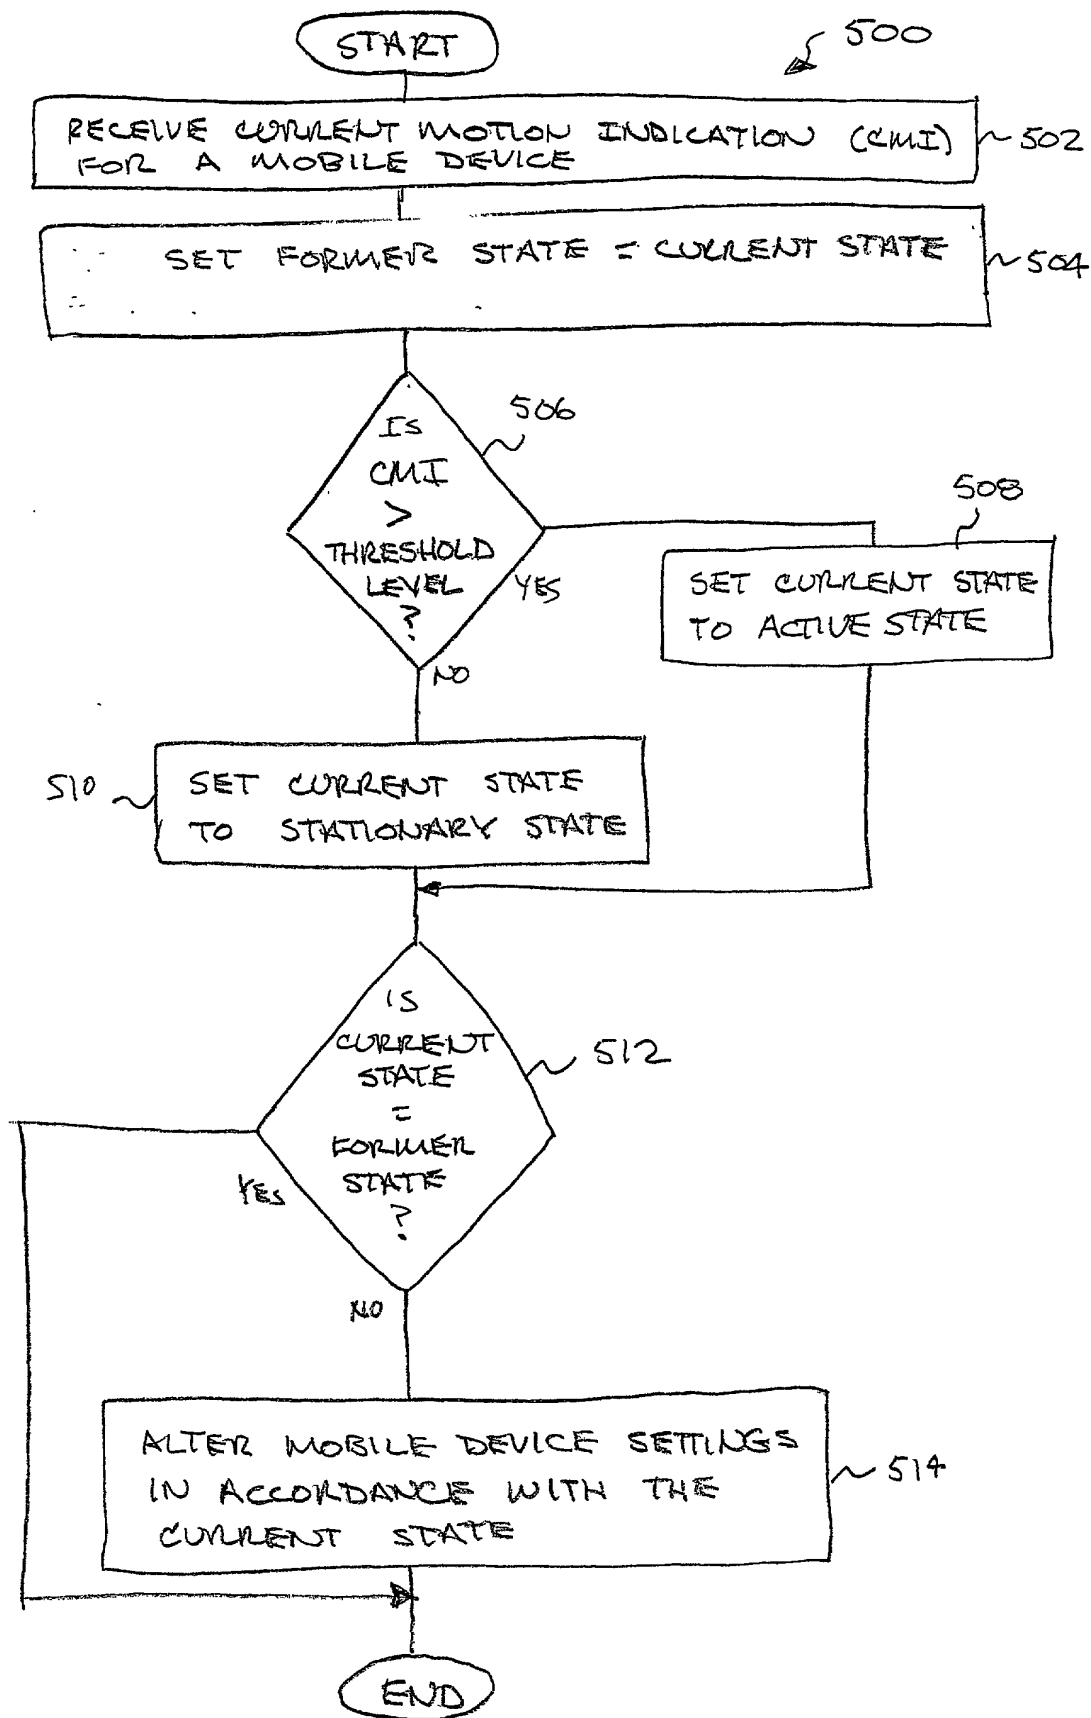 START
500
RECEIVE CURRENT MOTION INDICATION (CMI)
FOR A MOBILE DEVICE
502
SET FORMER STATE = CURRENT STATE
504
IS
CMI
>
THRESHOLD
LEVEL
?
506
YES
NO
508
SET CURRENT STATE
TO ACTIVE STATE
510
SET CURRENT STATE
TO STATIONARY STATE
IS
CURRENT
STATE
=
FORMER
STATE
?
512
YES
NO
ALTER MOBILE DEVICE SETTINGS
IN ACCORDANCE WITH THE
CURRENT STATE
514
END